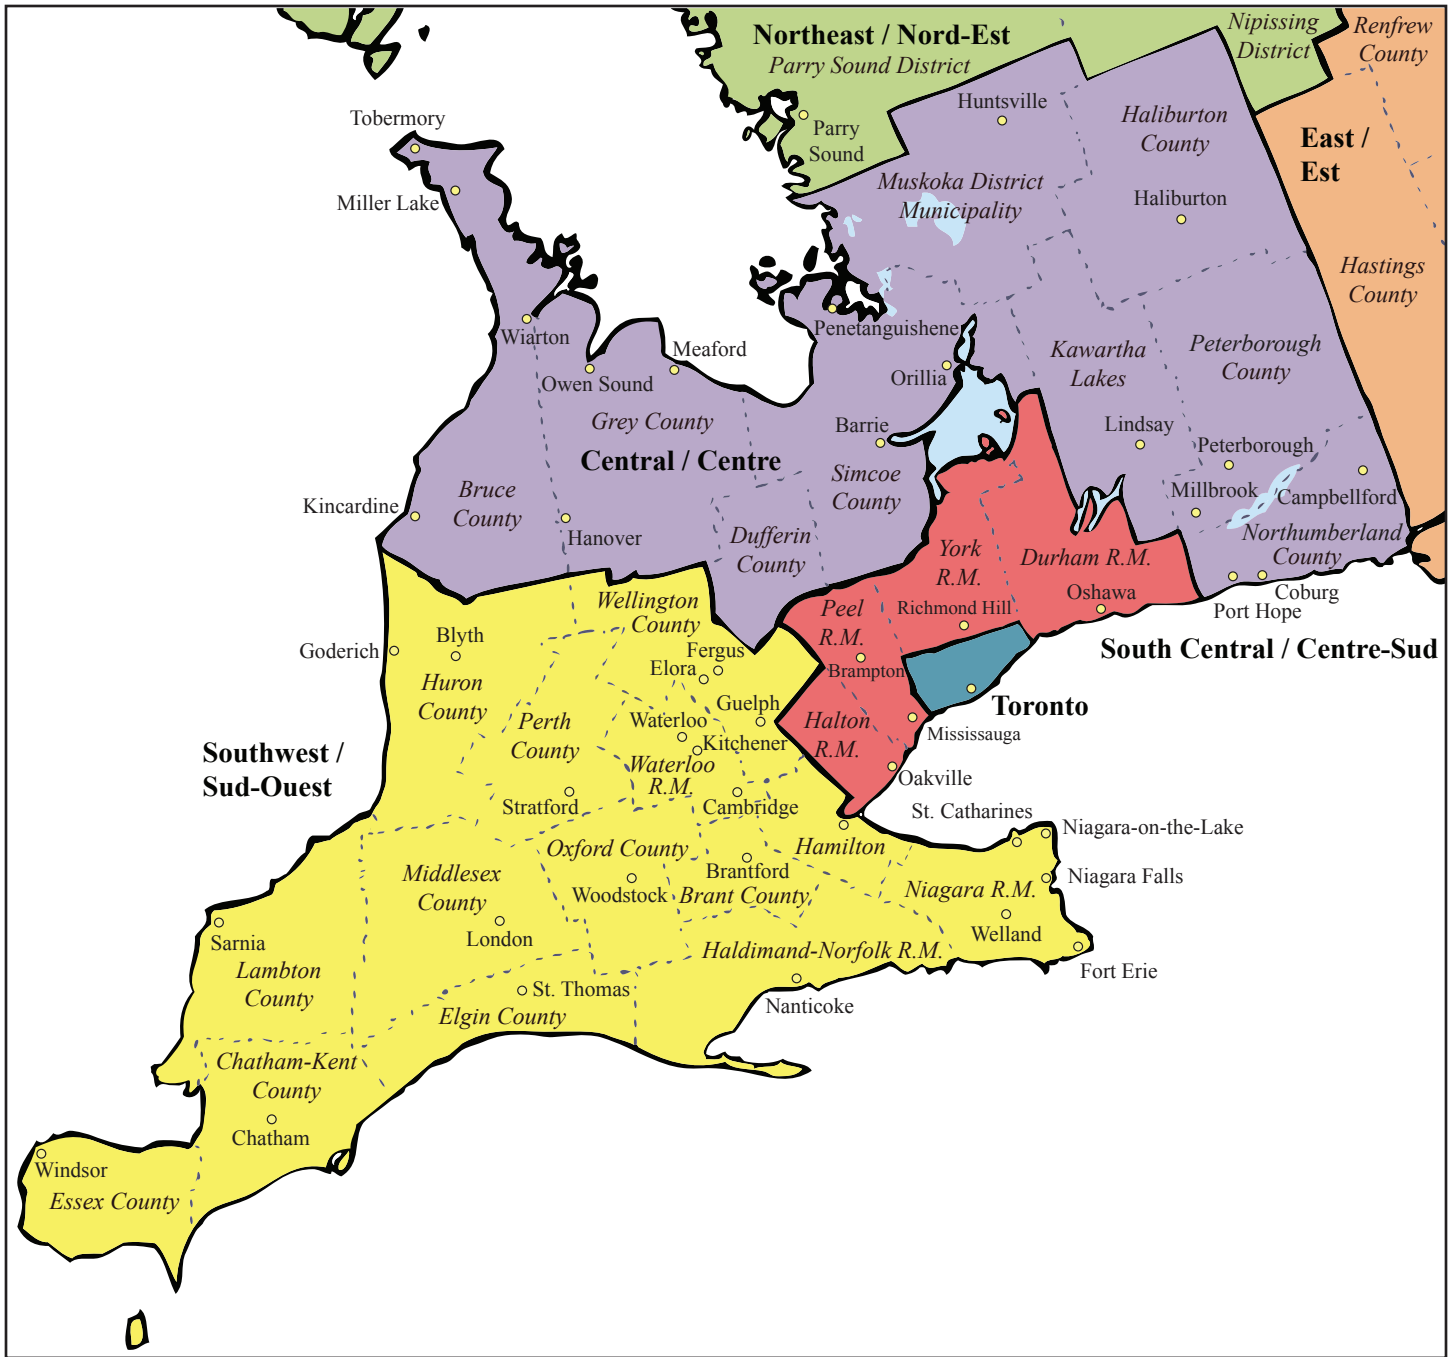 Northeast / Nord-Est
Parry Sound District
Nipissing
District
Renfrew
County
Tobermory
Miller Lake
Parry
Sound
Huntsville
Haliburton
County
East /
Est
Muskoka District
Municipality
Haliburton
Hastings
County
Wiarton
Owen Sound
Meaford
Penetanguishene
Orillia
Kawartha
Lakes
Peterborough
County
Grey County
Central / Centre
Barrie
Simcoe
County
Lindsay
Peterborough
Millbrook
Campbellford
Northumberland
County
Kincardine
Bruce
County
Hanover
Dufferin
County
York
R.M.
Durham R.M.
Oshawa
Coburg
Port Hope
Wellington
County
Peel
R.M.
Richmond Hill
South Central / Centre-Sud
Goderich
Blyth
Huron
County
Fergus
Elora
Brampton
Perth
County
Guelph
Waterloo
Kitchener
Waterloo
R.M.
Halton
R.M.
Toronto
Mississauga
Southwest /
Sud-Ouest
Stratford
Cambridge
Oakville
St. Catharines
Niagara-on-the-Lake
Oxford County
Hamilton
Middlesex
County
Woodstock
Brantford
Brant County
Niagara R.M.
Niagara Falls
Welland
London
Sarnia
Lambton
County
Haldimand-Norfolk R.M.
Fort Erie
St. Thomas
Elgin County
Nanticoke
Chatham-Kent
County
Chatham
Windsor
Essex County